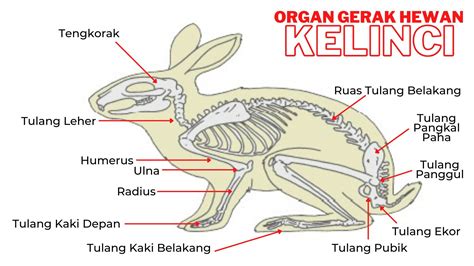 ORGAN GERAK HEWAN
KELINCI
Tengkorak
Ruas Tulang Belakang
Tulang Leher
Tulang
Pangkal
Paha
Humerus
Ulna
Tulang
Panggul
Radius
Tulang Kaki Depan
Tulang Ekor
Tulang Kaki Belakang
Tulang Pubik